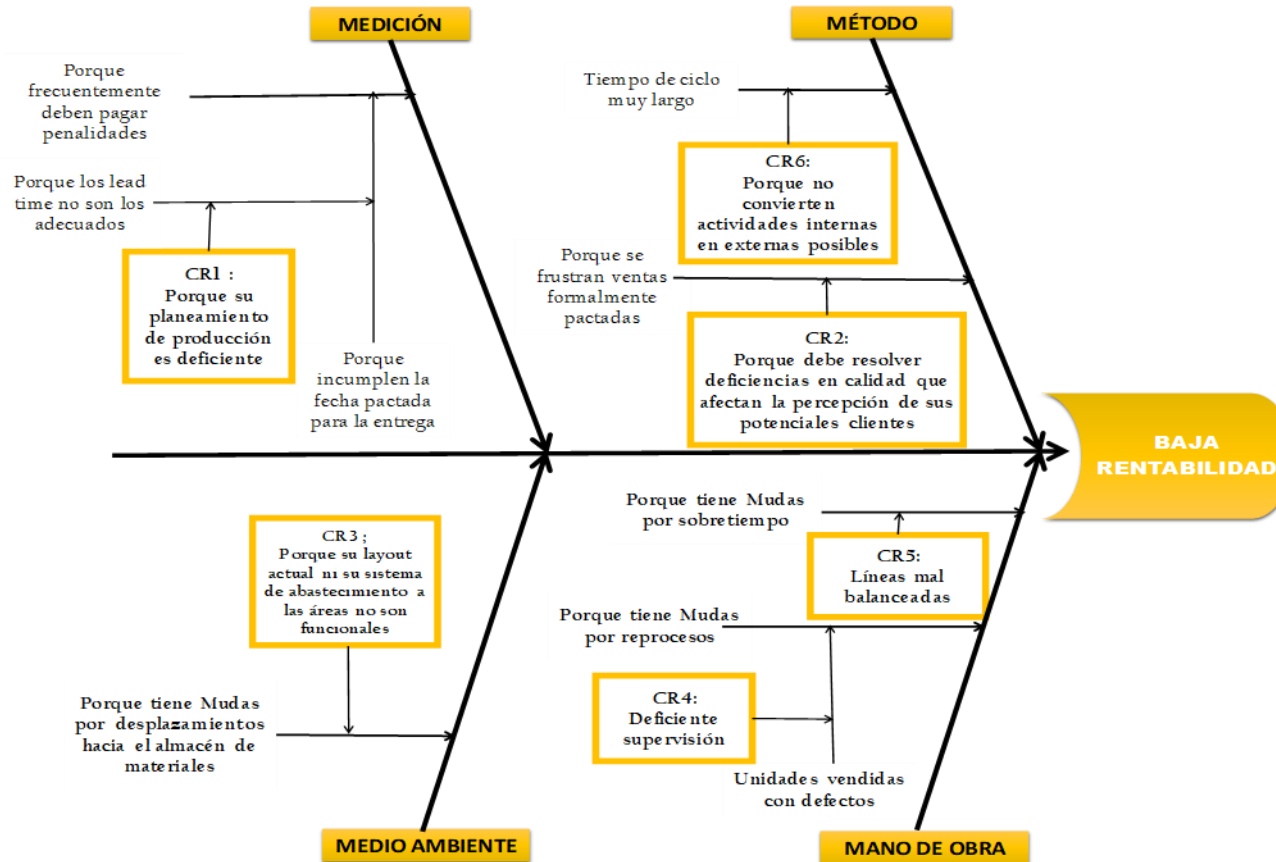 MEDICIÓN
Porque
frecuentemente
deben pagar
penalidades
Porque los lead
time no son los
adecuados
CR1 :
Porque su
planeamiento
de producción
es deficiente
Porque
incumplen la
fecha pactada
para la entrega
MÉTODO
Tiempo de ciclo
muy largo
CR6:
Porque no
convierten
actividades internas
en externas posibles
Porque se
frustran ventas
formalmente
pactadas
CR2:
Porque debe resolver
deficiencias en calidad que
afectan la percepción de sus
potenciales clientes
BAJA
RENTABILIDAD
CR3 ;
Porque su layout
actual ni su sistema
de abastecimiento a
las áreas no son
funcionales
Porque tiene Mudas
por desplazamientos
hacia el almacén de
materiales
MEDIO AMBIENTE
Porque tiene Mudas
por sobretiempo
CR5:
Líneas mal
balanceadas
Porque tiene Mudas
por reprocesos
CR4:
Deficiente
supervisión
Unidades vendidas
con defectos
MANO DE OBRA